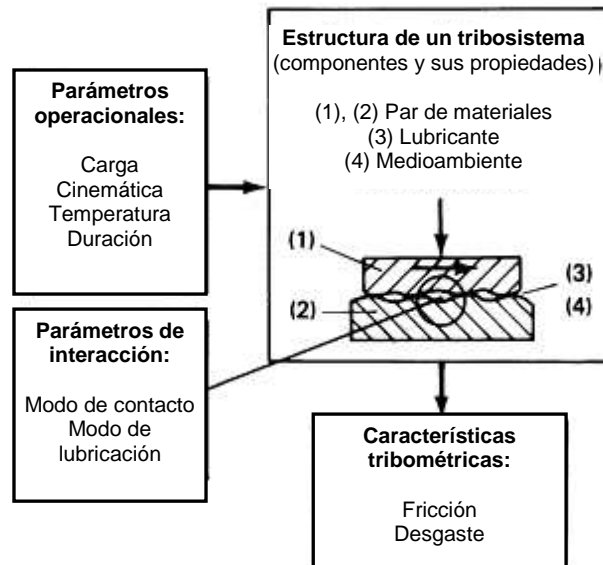 Estructura de un tribosistema
(componentes y sus propiedades)
(1), (2) Par de materiales
(3) Lubricante
(4) Medioambiente
Parámetros
operacionales:
Carga
Cinemática
Temperatura
Duración
(1)
(2)
(3)
(4)
Parámetros de
interacción:
Modo de contacto
Modo de
lubricación
Características
tribométricas:
Fricción
Desgaste